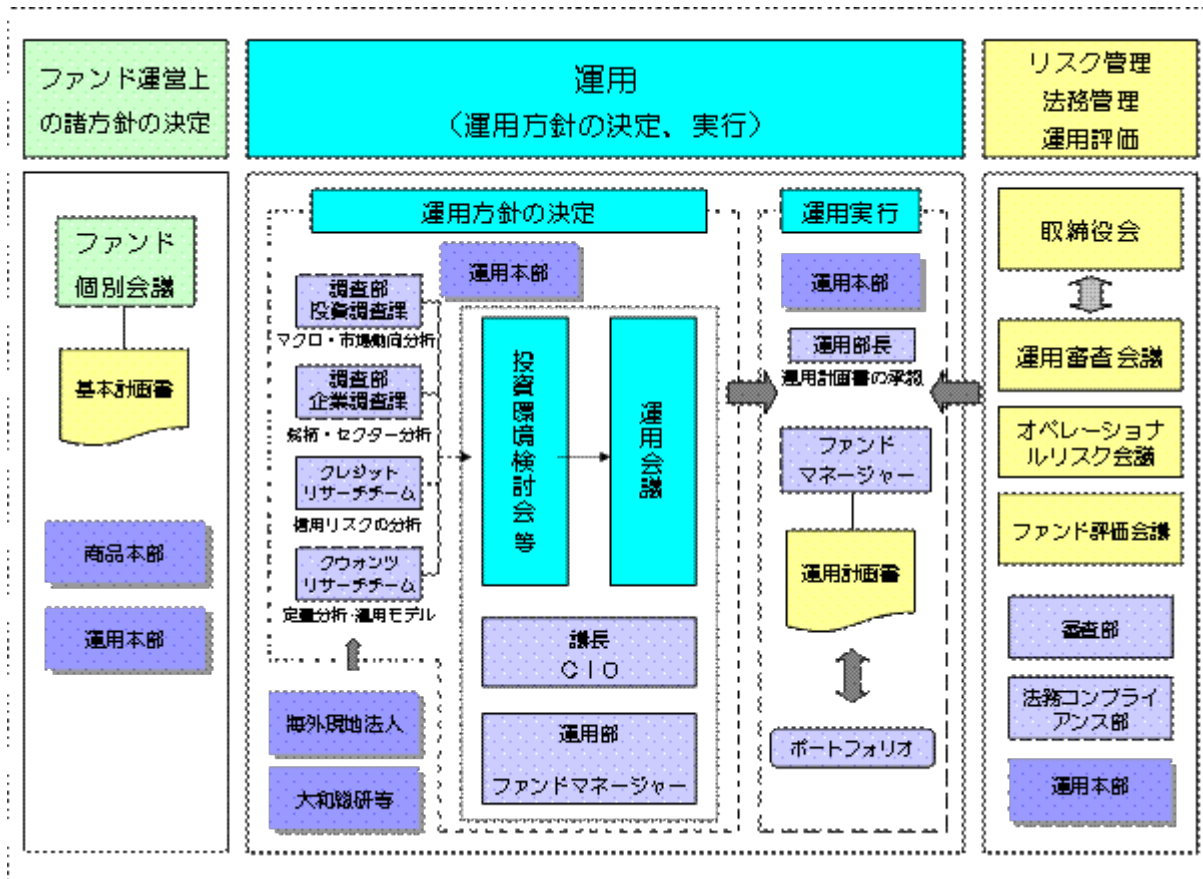 ファンド運営上
の諸方針の決定
運用
(運用方針の決定、実行)
リスク管理
法務管理
運用評価
ファンド
個別会議
基本計画書
商品本部
運用本部
運用方針の決定
運用本部
調査部
投資調査課
マクロ・市場動向分析
調査部
企業調査課
銘柄・セクター分析
クレジット
リサーチチーム
信用リスクの分析
クウォンツ
リサーチチーム
定量分析・運用モデル
海外現地法人
大和総研等
投資環境検討会等
運用会議
議長
CIO
運用部
ファンドマネージャー
運用実行
運用本部
運用部長
運用計画書の承認
ファンド
マネージャー
運用計画書
ポートフォリオ
取締役会
運用審査会議
オペレーショナ
ルリスク会議
ファンド評価会議
審査部
法務コンプライ
アンス部
運用本部